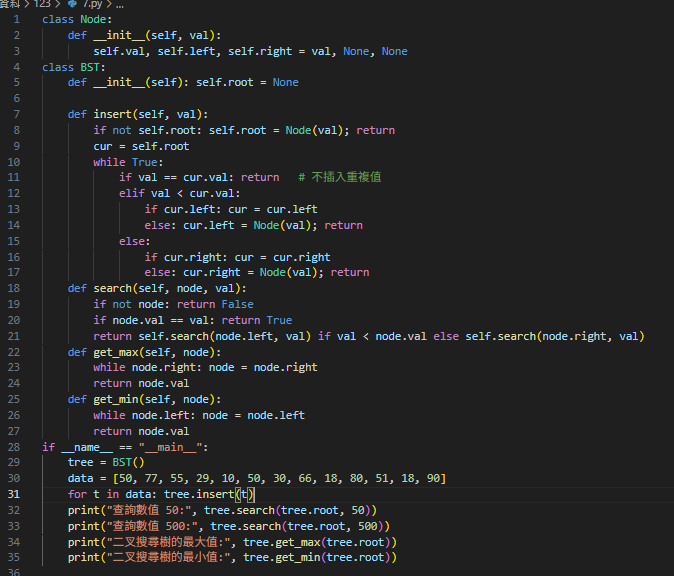 資料 > 123 > 7.py > ...
1 class Node:
2     def __init__(self, val):
3         self.val, self.left, self.right = val, None, None
4 class BST:
5     def __init__(self): self.root = None
6
7     def insert(self, val):
8         if not self.root: self.root = Node(val); return
9         cur = self.root
10         while True:
11             if val == cur.val: return   # 不插入重複值
12             elif val < cur.val:
13                 if cur.left: cur = cur.left
14                 else: cur.left = Node(val); return
15             else:
16                 if cur.right: cur = cur.right
17                 else: cur.right = Node(val); return
18     def search(self, node, val):
19         if not node: return False
20         if node.val == val: return True
21         return self.search(node.left, val) if val < node.val else self.search(node.right, val)
22     def get_max(self, node):
23         while node.right: node = node.right
24         return node.val
25     def get_min(self, node):
26         while node.left: node = node.left
27         return node.val
28 if __name__ == "__main__":
29     tree = BST()
30     data = [50, 77, 55, 29, 10, 50, 30, 66, 18, 80, 51, 18, 90]
31     for t in data: tree.insert(t)
32     print("查詢數值 50:", tree.search(tree.root, 50))
33     print("查詢數值 500:", tree.search(tree.root, 500))
34     print("二叉搜尋樹的最大值:", tree.get_max(tree.root))
35     print("二叉搜尋樹的最小值:", tree.get_min(tree.root))
36